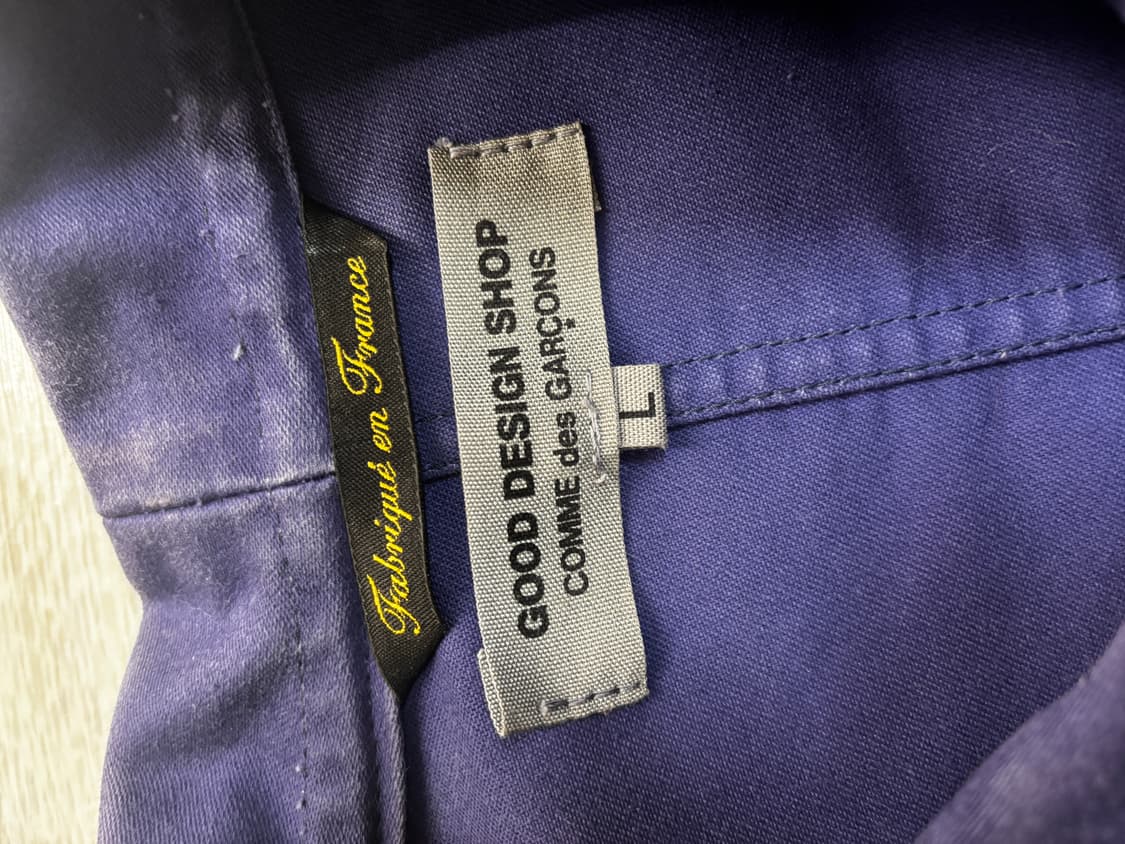 Fabriqué en France
GOOD DESIGN SHOP
COMME des GARÇONS
L